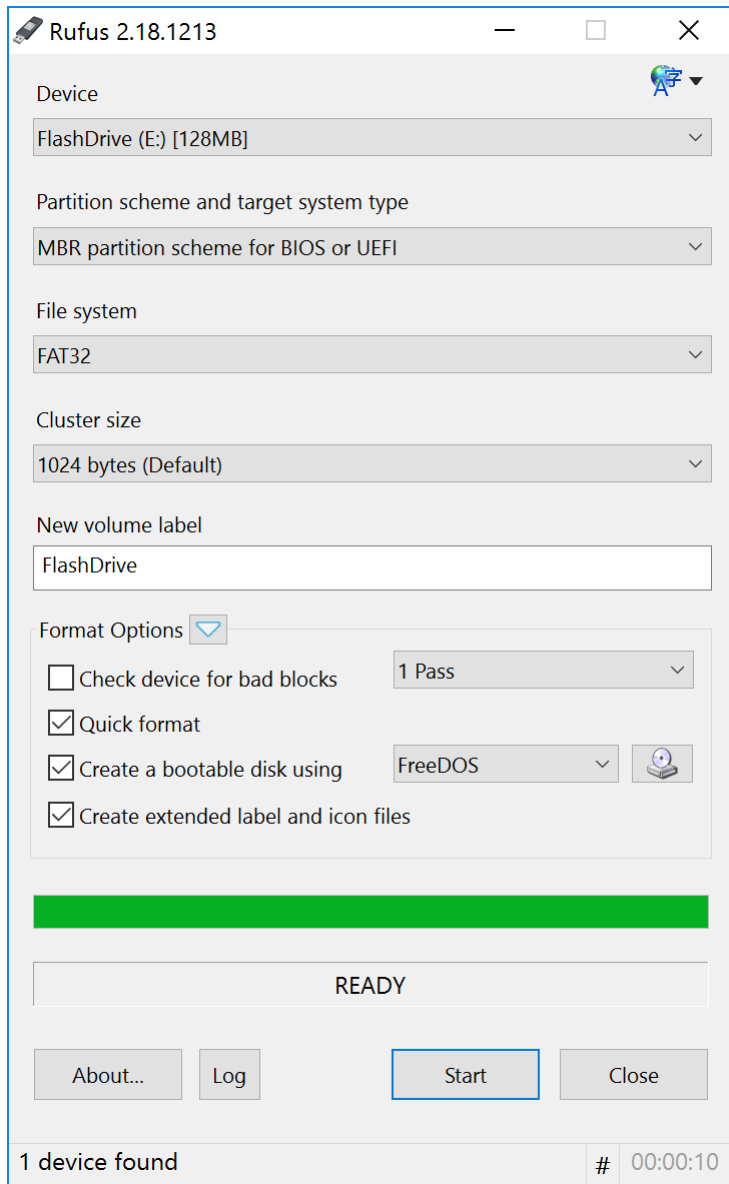 Rufus 2.18.1213
A字
Device
FlashDrive (E:) [128MB]
Partition scheme and target system type
MBR partition scheme for BIOS or UEFI
File system
FAT32
Cluster size
1024 bytes (Default)
New volume label
FlashDrive
Format Options
Check device for bad blocks
1 Pass
Quick format
Create a bootable disk using
FreeDOS
Create extended label and icon files
READY
About...
Log
Start
Close
1 device found
#
00:00:10